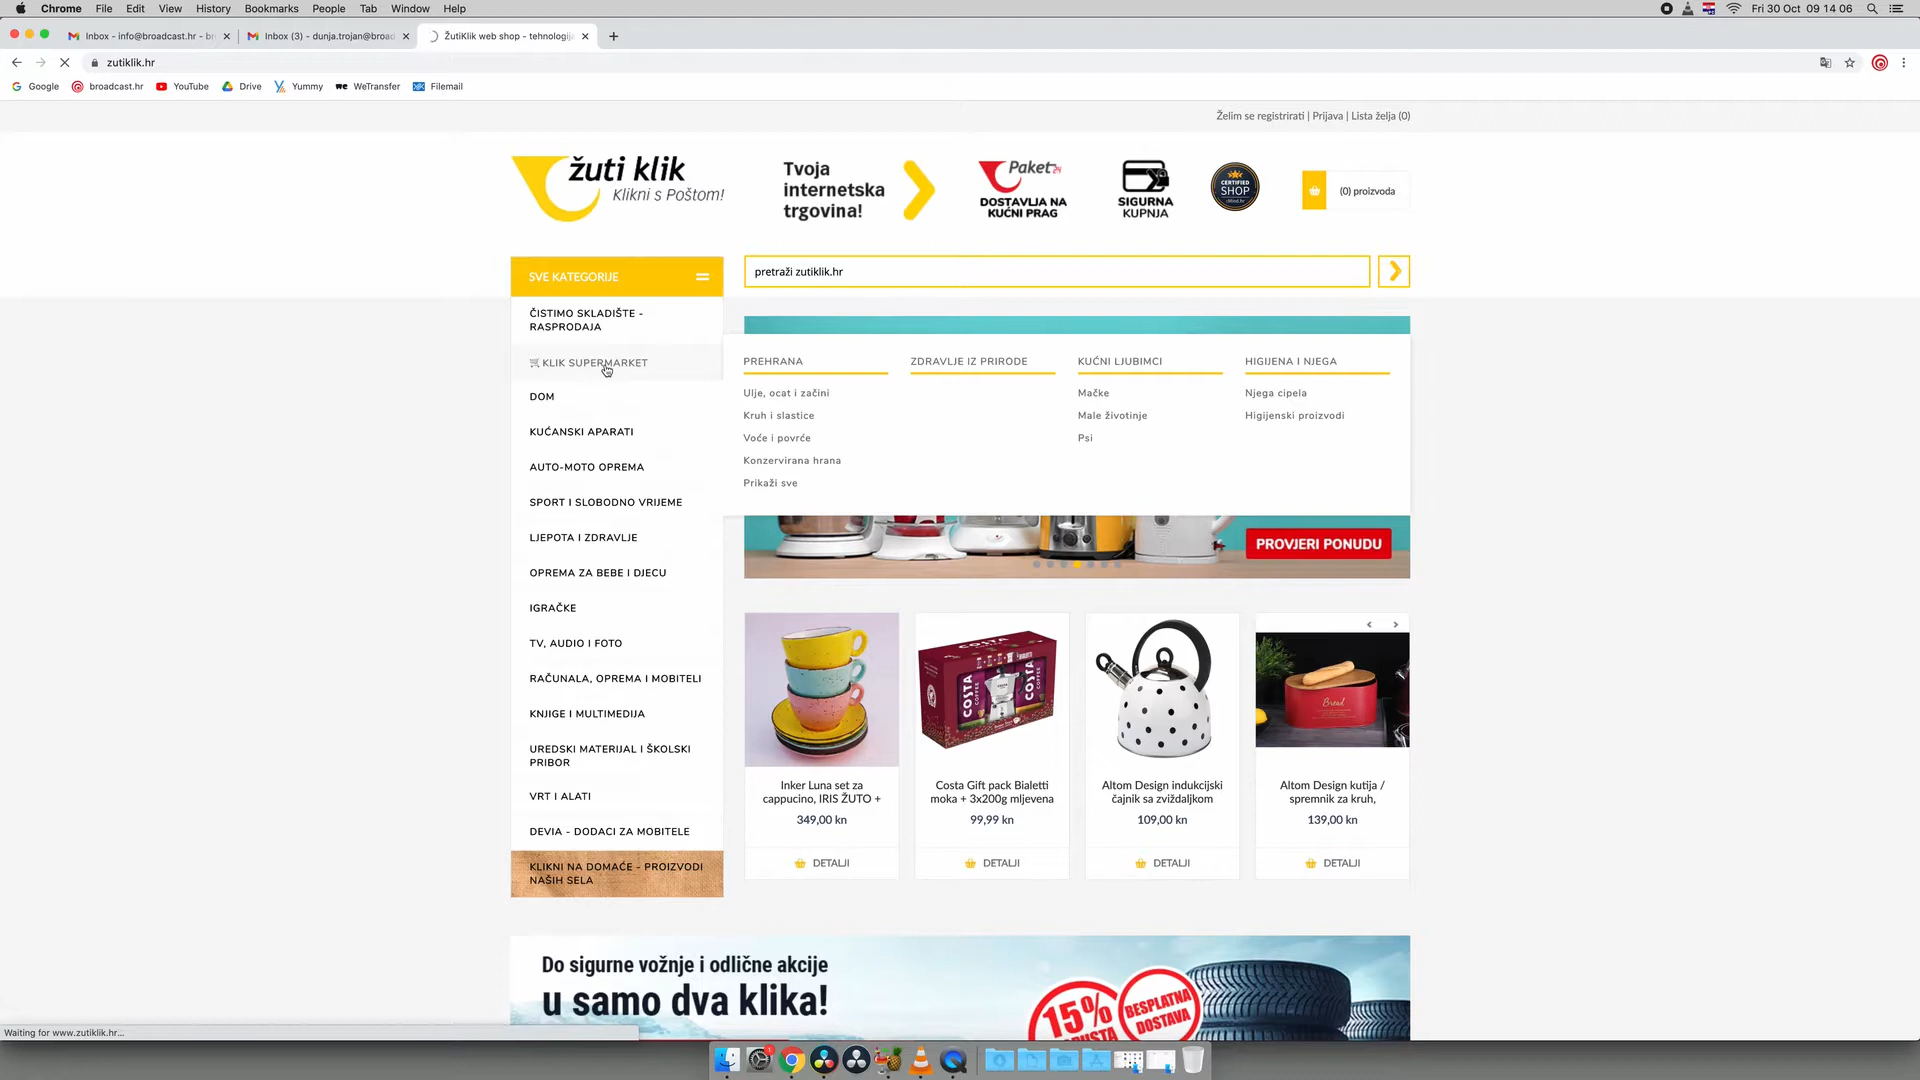 Chrome File Edit View History Bookmarks People Tab Window Help
Fri 30 Oct 09 14 06
Inbox - info@broadcast.hr - br
Inbox (3) - dunja.trojan@broad
ŽutiKlik web shop - tehnologija
zutiklik.hr
Google broadcast.hr YouTube Drive Yummy WeTransfer Filemail
Želim se registrirati | Prijava | Lista želja (0)
žuti klik
Klikni s Poštom!
Tvoja
internetska
trgovina!
Paket24
DOSTAVLJA NA
KUĆNI PRAG
SIGURNA
KUPNJA
CERTIFIED
SHOP
(0) proizvoda
SVE KATEGORIJE
pretraži zutiklik.hr
ČISTIMO SKLADIŠTE -
RASPRODAJA
KLIK SUPERMARKET
DOM
KUĆANSKI APARATI
AUTO-MOTO OPREMA
SPORT I SLOBODNO VRIJEME
LJEPOTA I ZDRAVLJE
OPREMA ZA BEBE I DJECU
IGRAČKE
TV, AUDIO I FOTO
RAČUNALA, OPREMA I MOBITELI
KNJIGE I MULTIMEDIJA
UREDSKI MATERIJAL I ŠKOLSKI
PRIBOR
VRT I ALATI
DEVIA - DODACI ZA MOBITELE
KLIKNI NA DOMAĆE - PROIZVODI
NAŠIH SELA
PREHRANA
Ulje, ocat i začini
Kruh i slastice
Voće i povrće
Konzervirana hrana
Prikaži sve
ZDRAVLJE IZ PRIRODE
KUĆNI LJUBIMCI
Mačke
Male životinje
Psi
HIGIJENA I NJEGA
Njega cipela
Higijenski proizvodi
PROVJERI PONUDU
COSTA
COFFEE
COSTA
COSTA
COFFEE
Bread
Inker Luna set za
cappucino, IRIS ŽUTO +
349,00 kn
DETALJI
Costa Gift pack Bialetti
moka + 3x200g mljevena
99,99 kn
DETALJI
Altom Design indukcijski
čajnik sa zviždaljkom
109,00 kn
DETALJI
Altom Design kutija /
spremnik za kruh,
139,00 kn
DETALJI
Do sigurne vožnje i odlične akcije
u samo dva klika!
15%
BESPLATNA
DOSTAVA
Waiting for www.zutiklik.hr...